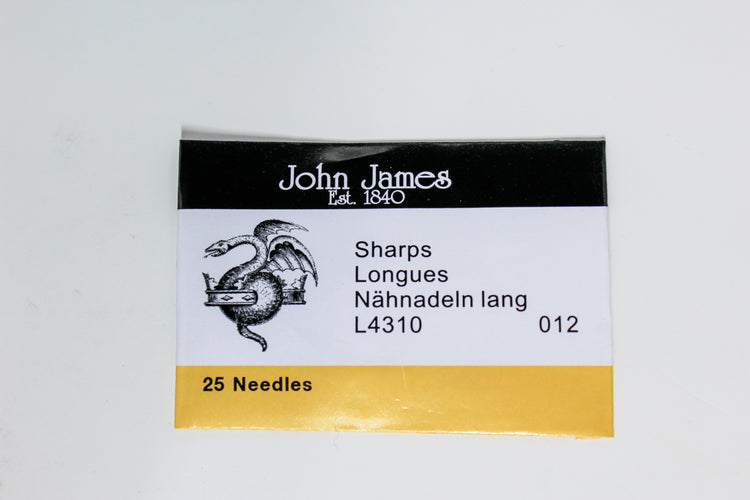 John James
Est. 1840
Sharps
Longues
Nähnadeln lang
L4310 012
25 Needles